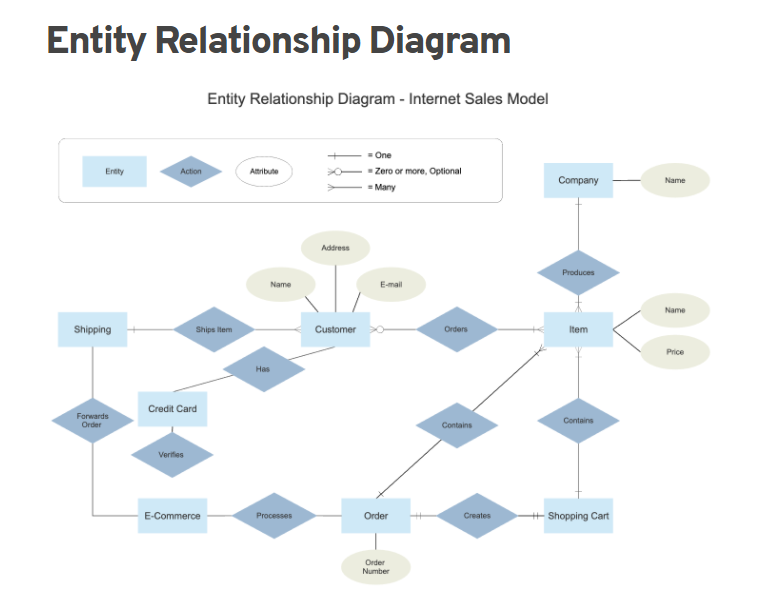 Entity Relationship Diagram
Entity Relationship Diagram - Internet Sales Model
Entity
Action
Attribute
= One
= Zero or more, Optional
= Many
Company
Name
Produces
Address
Name
E-mail
Shipping
Ships Item
Customer
Orders
Item
Name
Price
Has
Credit Card
Forwards
Order
Verifies
Contains
Contains
E-Commerce
Processes
Order
Creates
Shopping Cart
Order
Number